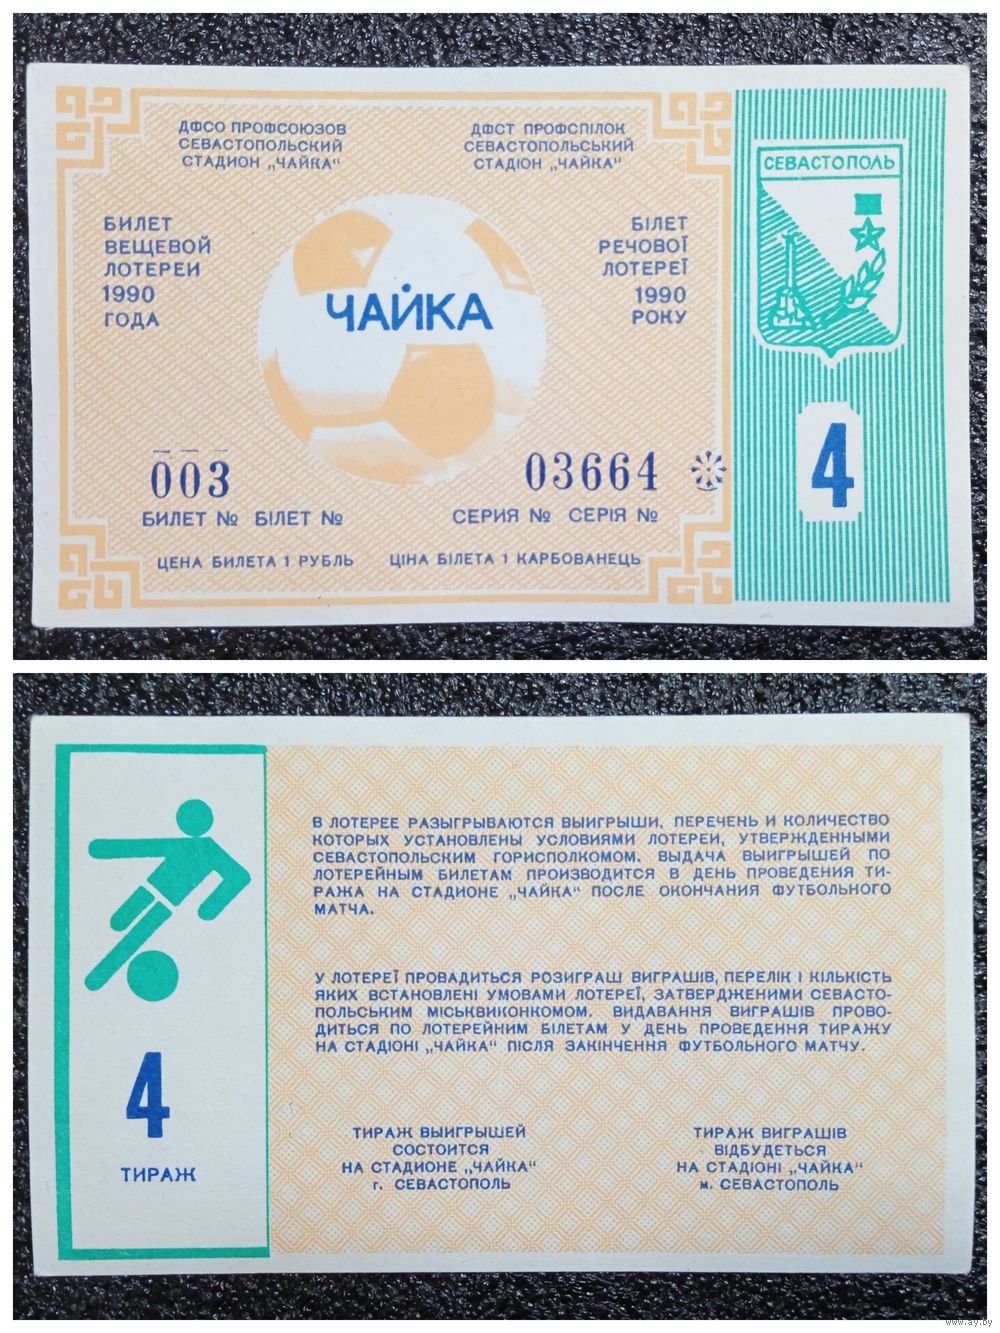 ДФСО ПРОФСОЮЗОВ
СЕВАСТОПОЛЬСКИЙ
СТАДИОН „ЧАЙКА“
ДФСТ ПРОФСПІЛОК
СЕВАСТОПОЛЬСЬКИЙ
СТАДІОН „ЧАЙКА“
БИЛЕТ
ВЕЩЕВОЙ
ЛОТЕРЕИ
1990
ГОДА
ЧАЙКА
БІЛЕТ
РЕЧОВОЇ
ЛОТЕРЕЇ
1990
РОКУ
003
БИЛЕТ № БІЛЕТ №
03664
СЕРИЯ № СЕРІЯ №
ЦЕНА БИЛЕТА 1 РУБЛЬ ЦІНА БІЛЕТА 1 КАРБОВАНЕЦЬ
СЕВАСТОПОЛЬ
4
4
ТИРАЖ
В ЛОТЕРЕЕ РАЗЫГРЫВАЮТСЯ ВЫИГРЫШИ, ПЕРЕЧЕНЬ И КОЛИЧЕСТВО
КОТОРЫХ УСТАНОВЛЕНЫ УСЛОВИЯМИ ЛОТЕРЕИ, УТВЕРЖДЕННЫМИ
СЕВАСТОПОЛЬСКИМ ГОРИСПОЛКОМОМ. ВЫДАЧА ВЫИГРЫШЕЙ ПО
ЛОТЕРЕЙНЫМ БИЛЕТАМ ПРОИЗВОДИТСЯ В ДЕНЬ ПРОВЕДЕНИЯ ТИ-
РАЖА НА СТАДИОНЕ „ЧАЙКА“ ПОСЛЕ ОКОНЧАНИЯ ФУТБОЛЬНОГО
МАТЧА.
У ЛОТЕРЕЇ ПРОВАДИТЬСЯ РОЗИГРАШ ВИГРАШІВ, ПЕРЕЛІК І КІЛЬКІСТЬ
ЯКИХ ВСТАНОВЛЕНІ УМОВАМИ ЛОТЕРЕЇ, ЗАТВЕРДЖЕНИМИ СЕВАСТО-
ПОЛЬСЬКИМ МІСЬКВИКОНКОМОМ. ВИДАВАННЯ ВИГРАШІВ ПРОВО-
ДИТЬСЯ ПО ЛОТЕРЕЙНИМ БІЛЕТАМ У ДЕНЬ ПРОВЕДЕННЯ ТИРАЖУ
НА СТАДІОНІ „ЧАЙКА“ ПІСЛЯ ЗАКІНЧЕННЯ ФУТБОЛЬНОГО МАТЧУ.
ТИРАЖ ВЫИГРЫШЕЙ
СОСТОИТСЯ
НА СТАДИОНЕ „ЧАЙКА“
г. СЕВАСТОПОЛЬ
ТИРАЖ ВИГРАШІВ
ВІДБУДЕТЬСЯ
НА СТАДІОНІ „ЧАЙКА“
м. СЕВАСТОПОЛЬ
www.ay.by